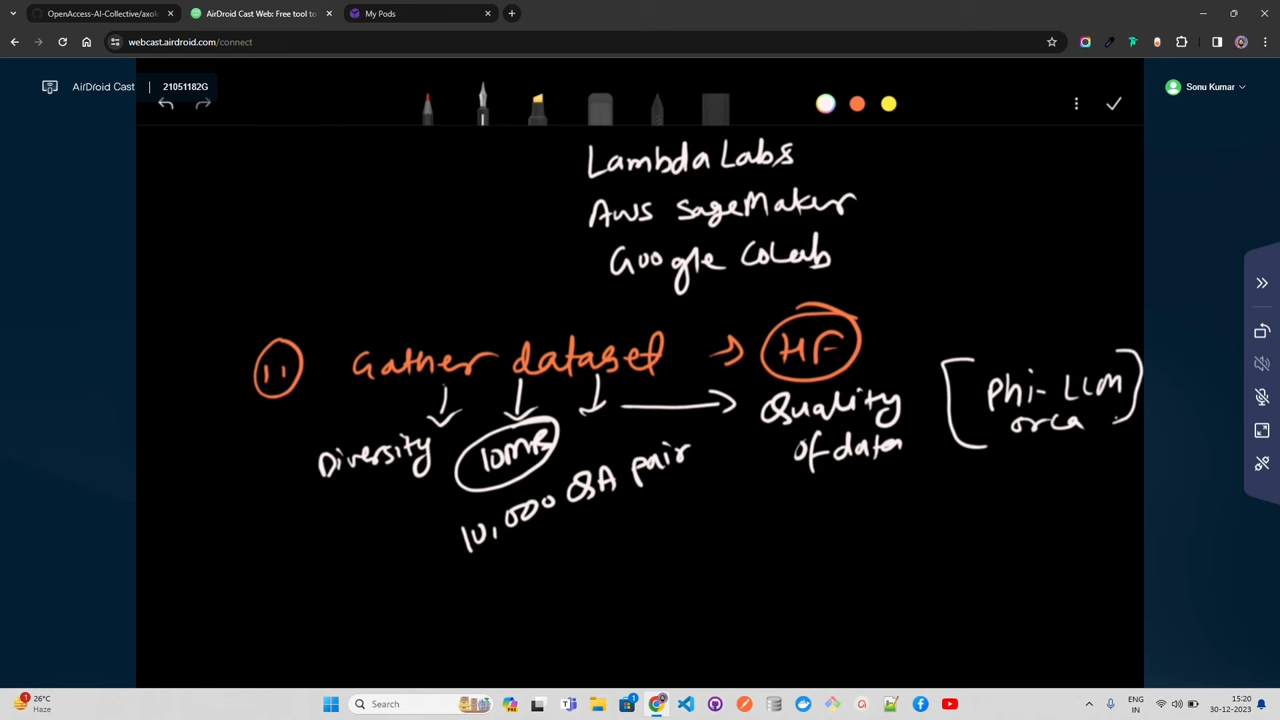 OpenAccess-AI-Collective/axolo
AirDroid Cast Web: Free tool to
My Pods
webcast.airdroid.com/connect
AirDroid Cast
21051182G
Sonu Kumar
Lambda Labs
Aws SageMaker
Google Colab
11 Gather dataset → HF
Diversity
10MB
10,000 Q&A pair
Quality
of data
Phi-LLM
orca
1
26°C
Haze
Search
ENG
IN
15:20
30-12-2023